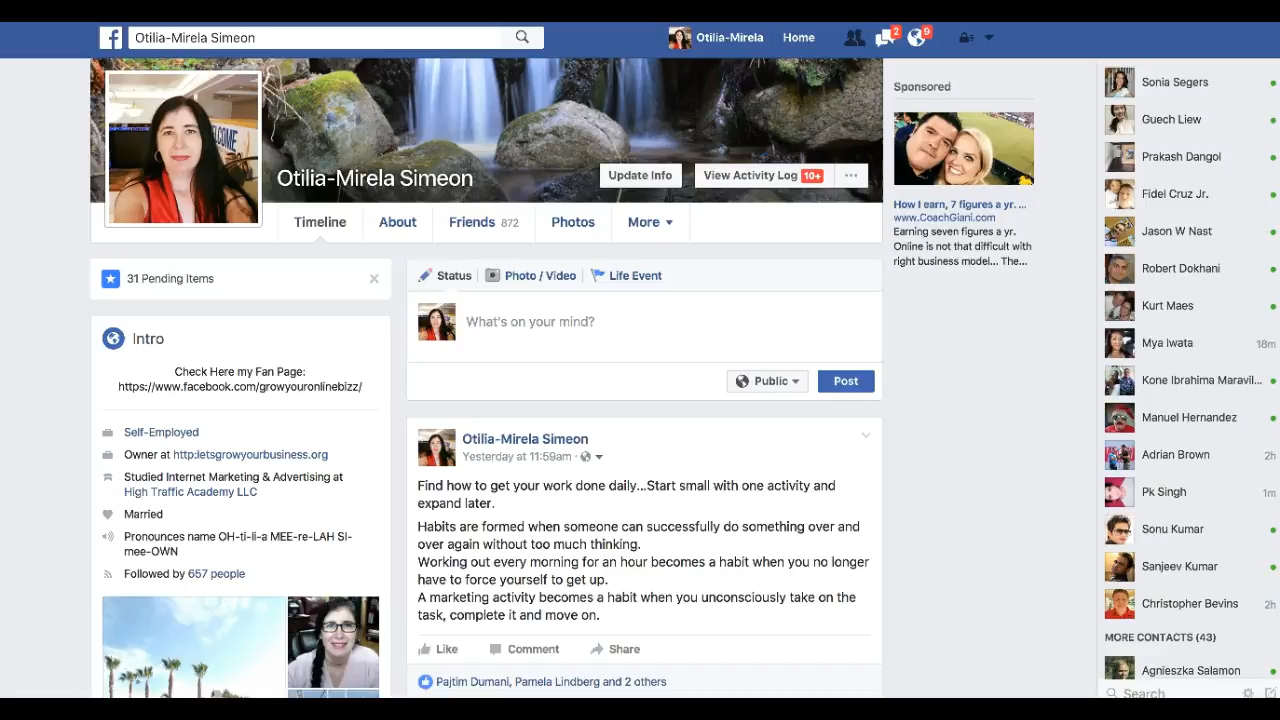 Otilia-Mirela Simeon
Otilia-Mirela
Home
2
9
Otilia-Mirela Simeon
Update Info
View Activity Log 10+
Timeline
About
Friends 872
Photos
More
31 Pending Items
Intro
Check Here my Fan Page:
https://www.facebook.com/growyouronlinebizz/
Self-Employed
Owner at http:letsgrowyourbusiness.org
Studied Internet Marketing & Advertising at
High Traffic Academy LLC
Married
Pronounces name OH-ti-li-a MEE-re-LAH SI-
mee-OWN
Followed by 657 people
Status
Photo / Video
Life Event
What's on your mind?
Public
Post
Otilia-Mirela Simeon
Yesterday at 11:59am
Find how to get your work done daily...Start small with one activity and
expand later.
Habits are formed when someone can successfully do something over and
over again without too much thinking.
Working out every morning for an hour becomes a habit when you no longer
have to force yourself to get up.
A marketing activity becomes a habit when you unconsciously take on the
task, complete it and move on.
Like
Comment
Share
Pajtim Dumani, Pamela Lindberg and 2 others
Sponsored
How I earn, 7 figures a yr. ...
www.CoachGiani.com
Earning seven figures a yr.
Online is not that difficult with
right business model... The...
Sonia Segers
Guech Liew
Prakash Dangol
Fidel Cruz Jr.
Jason W Nast
Robert Dokhani
Kurt Maes
Mya Iwata 18m
Kone Ibrahima Maravil...
Manuel Hernandez
Adrian Brown 2h
Pk Singh 1m
Sonu Kumar
Sanjeev Kumar
Christopher Bevins 2h
MORE CONTACTS (43)
Agnieszka Salamon
Search